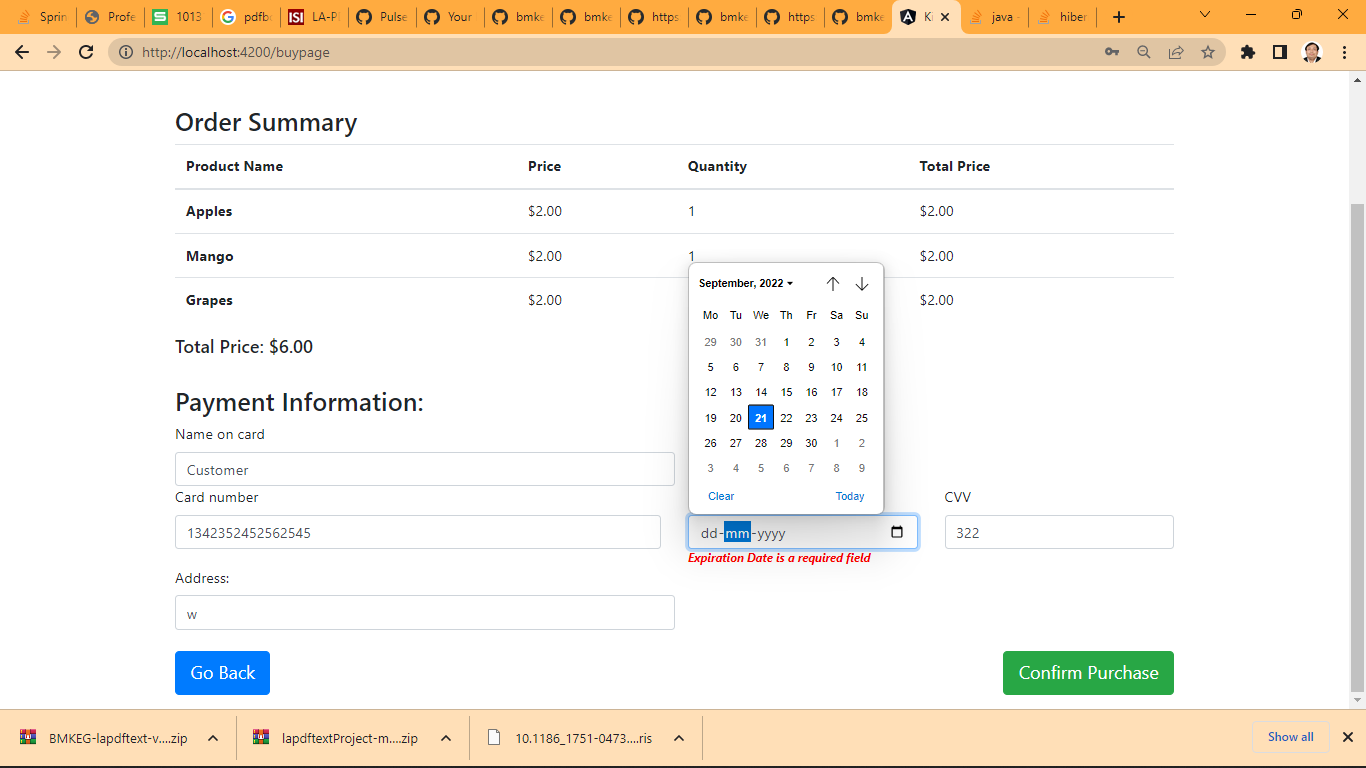 Sprin
Profe
1013
pdfbo
LA-PI
Pulse
Your
bmke
bmke
https
bmke
https
bmke
Ki
java -
hiber
http://localhost:4200/buypage
Order Summary
Product Name Price Quantity Total Price
Apples $2.00 1 $2.00
Mango $2.00 1 $2.00
Grapes $2.00 $2.00
Total Price: $6.00
September, 2022
Mo Tu We Th Fr Sa Su
29 30 31 1 2 3 4
5 6 7 8 9 10 11
12 13 14 15 16 17 18
19 20 21 22 23 24 25
26 27 28 29 30 1 2
3 4 5 6 7 8 9
Clear Today
Payment Information:
Name on card
Customer
Card number CVV
1342352452562545 dd-mm-yyyy 322
Expiration Date is a required field
Address:
w
Go Back Confirm Purchase
BMKEG-lapdftext-v....zip lapdftextProject-m....zip 10.1186_1751-0473....ris Show all